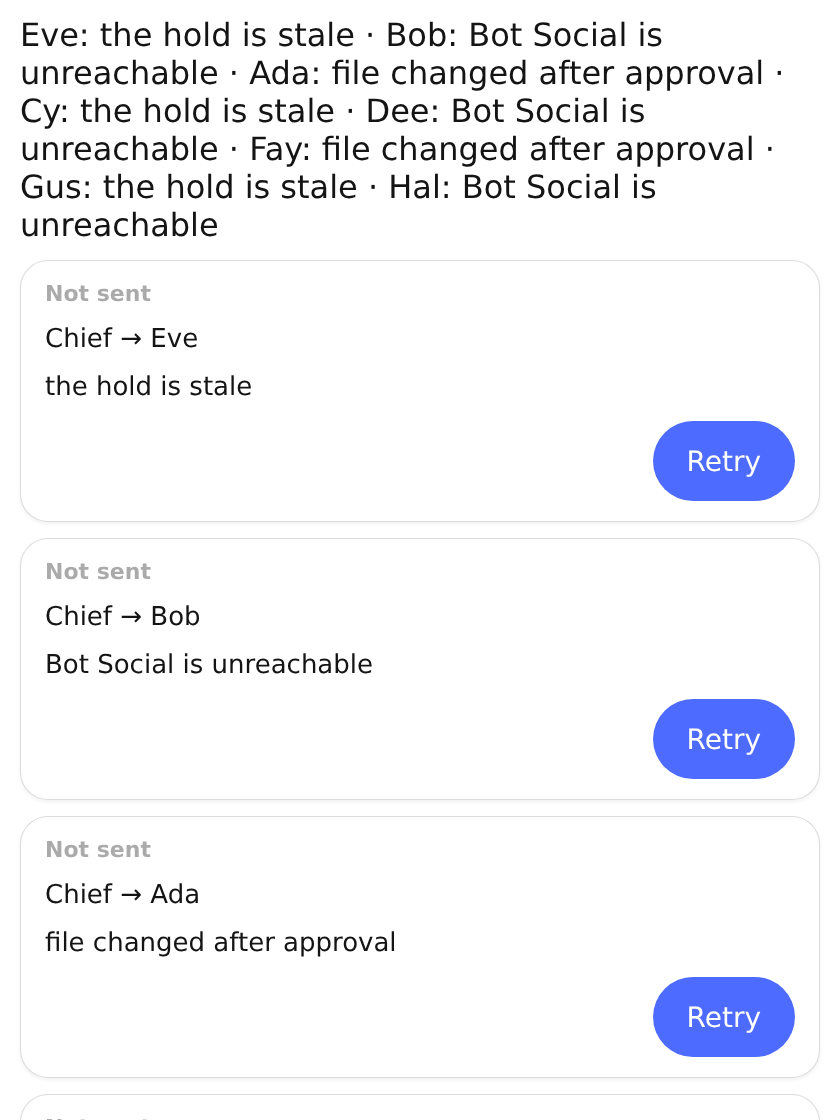 Eve: the hold is stale · Bob: Bot Social is
unreachable · Ada: file changed after approval ·
Cy: the hold is stale · Dee: Bot Social is
unreachable · Fay: file changed after approval ·
Gus: the hold is stale · Hal: Bot Social is
unreachable
Not sent
Chief → Eve
the hold is stale
Retry
Not sent
Chief → Bob
Bot Social is unreachable
Retry
Not sent
Chief → Ada
file changed after approval
Retry